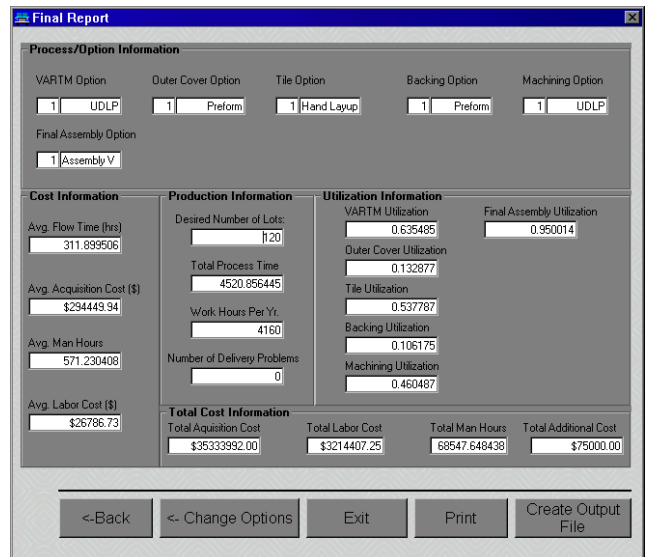 Final Report
Process/Option Information
VARTM Option
Outer Cover Option
Tile Option
Backing Option
Machining Option
1 UDLP
1 Preform
1 Hand Layup
1 Preform
1 UDLP
Final Assembly Option
1 Assembly V
Cost Information
Avg. Flow Time (hrs)
311.899506
Avg. Acquisition Cost ($)
$294449.94
Avg. Man Hours
571.230408
Avg. Labor Cost ($)
$26786.73
Production Information
Desired Number of Lots:
120
Total Process Time
4520.856445
Work Hours Per Yr.
4160
Number of Delivery Problems
0
Utilization Information
VARTM Utilization
0.635485
Final Assembly Utilization
0.950014
Outer Cover Utilization
0.132877
Tile Utilization
0.537787
Backing Utilization
0.106175
Machining Utilization
0.460487
Total Cost Information
Total Aquisition Cost
$35333992.00
Total Labor Cost
$3214407.25
Total Man Hours
68547.648438
Total Additional Cost
$75000.00
<-Back
<- Change Options
Exit
Print
Create Output
File